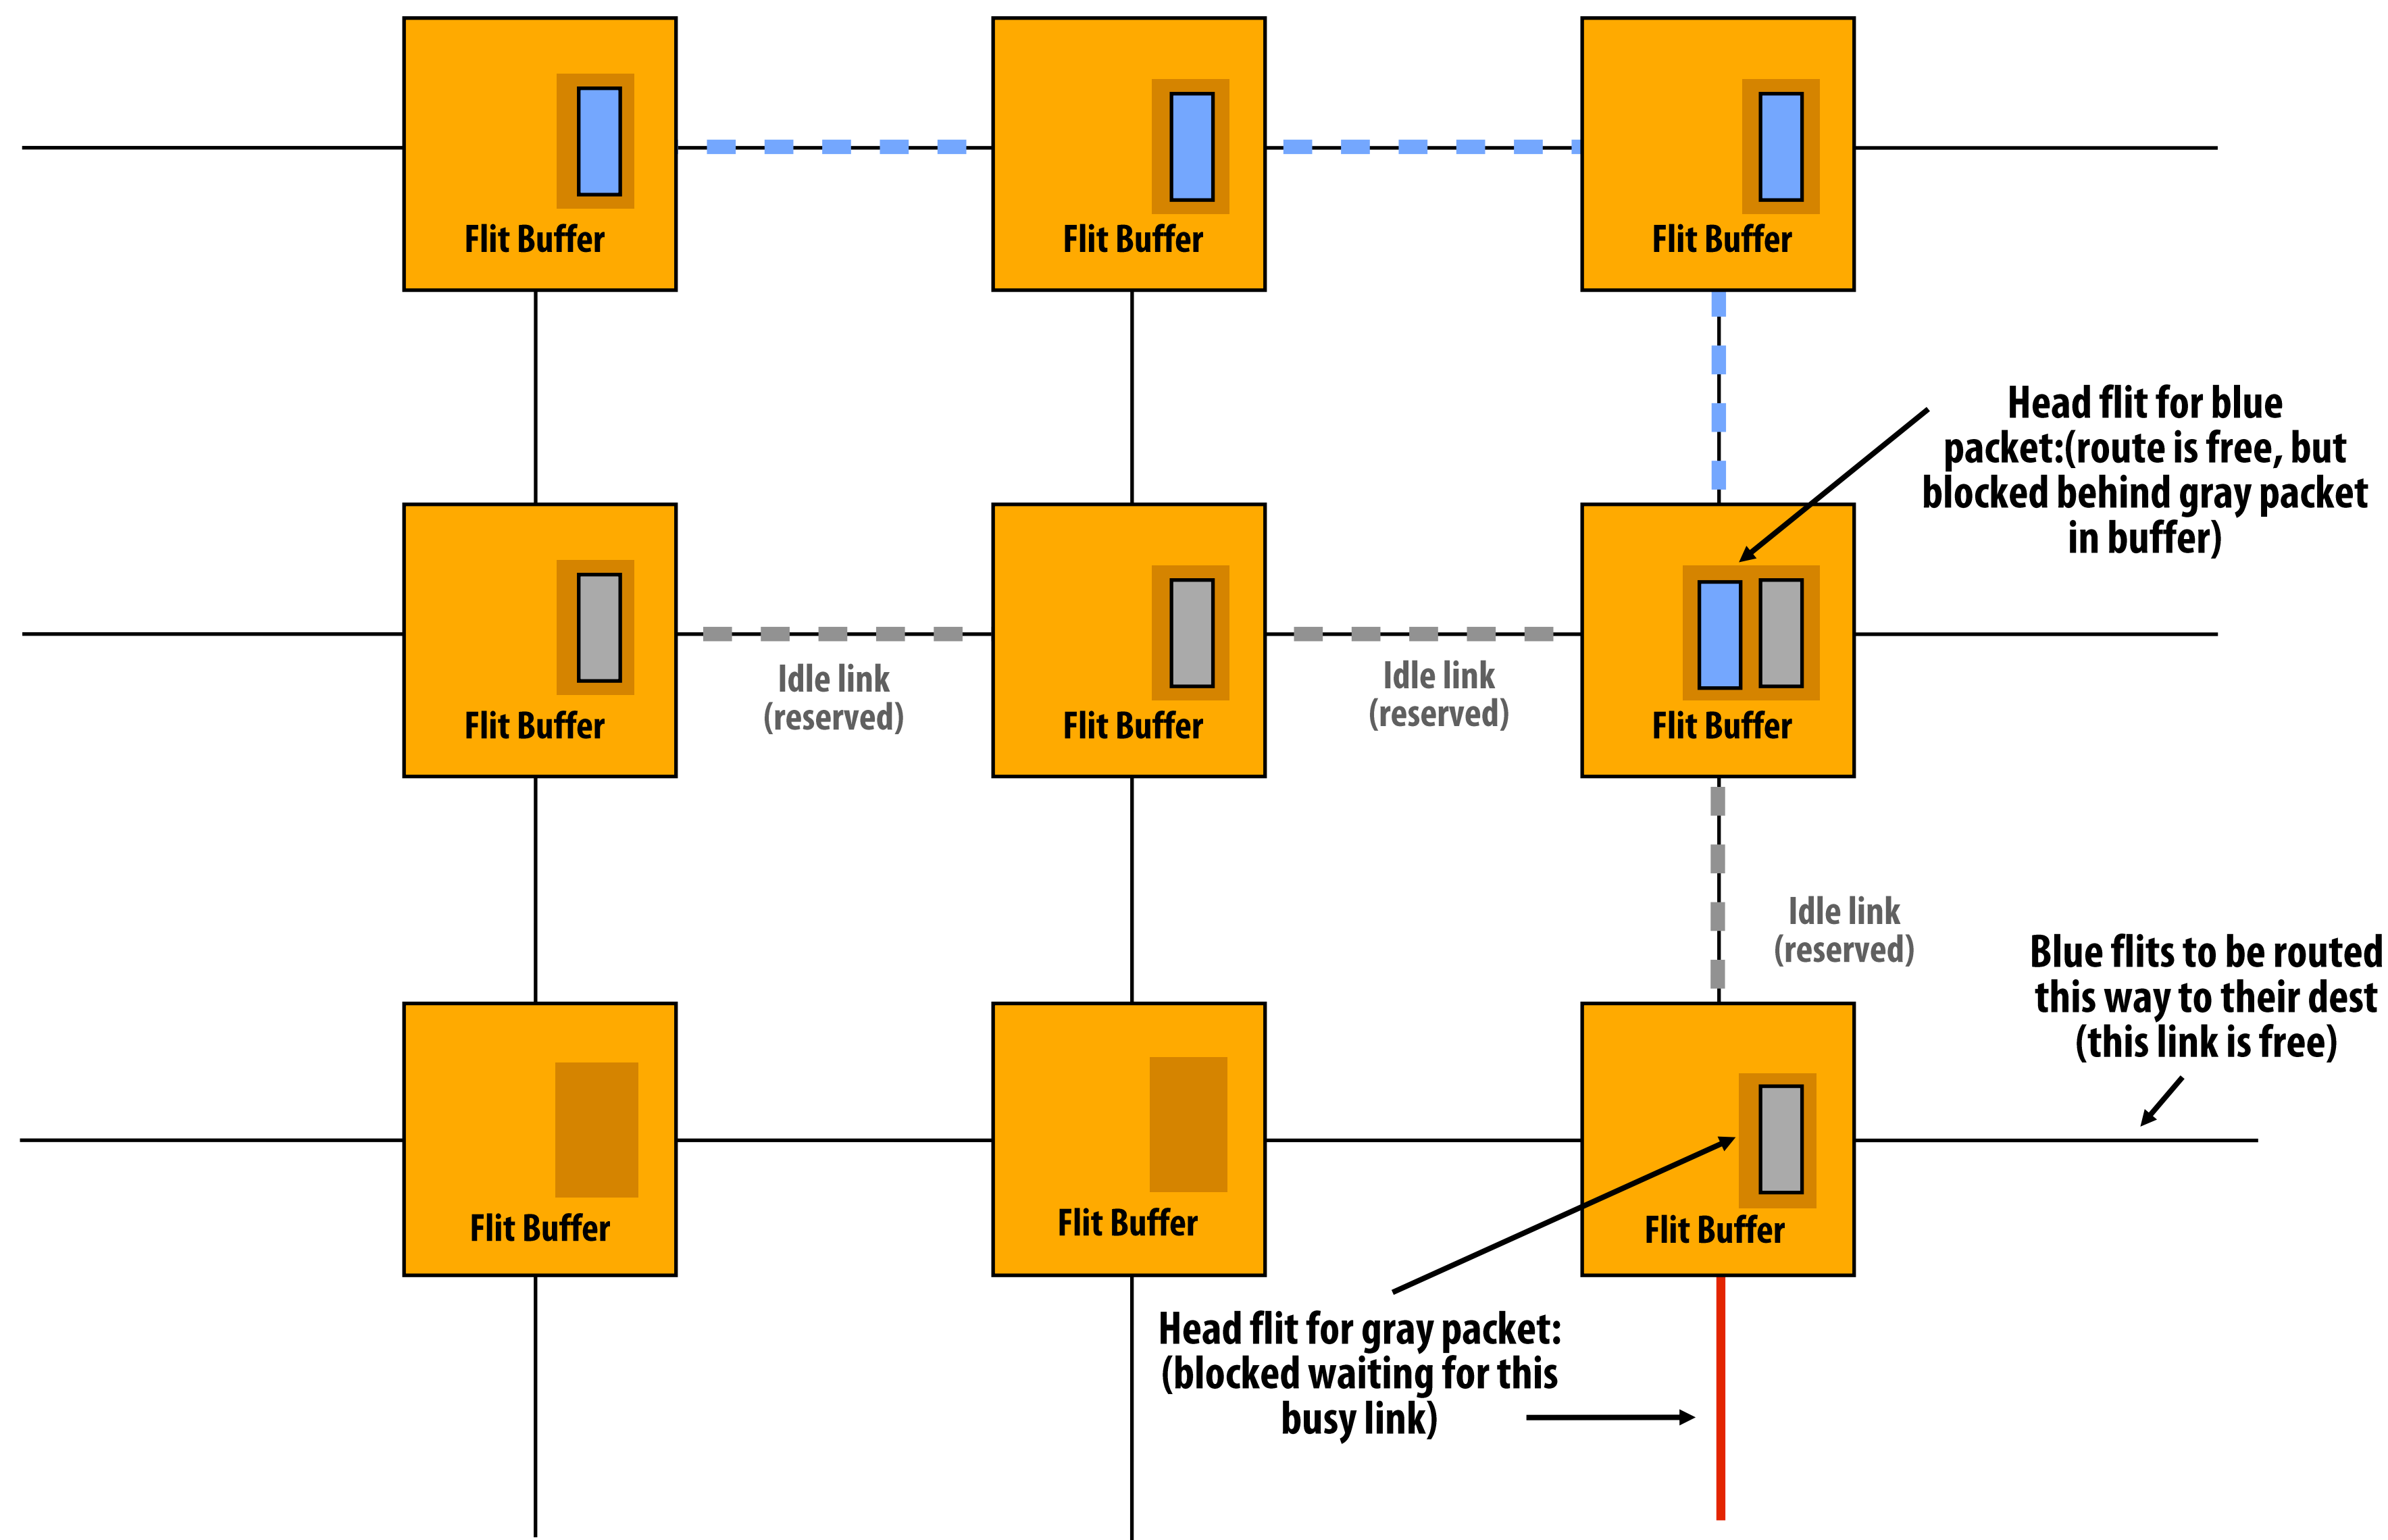 Flit Buffer
Flit Buffer
Flit Buffer
Head flit for blue
packet:(route is free, but
blocked behind gray packet
in buffer)
Idle link
(reserved)
Idle link
(reserved)
Flit Buffer
Flit Buffer
Flit Buffer
Idle link
(reserved)
Blue flits to be routed
this way to their dest
(this link is free)
Flit Buffer
Flit Buffer
Flit Buffer
Head flit for gray packet:
(blocked waiting for this
busy link)